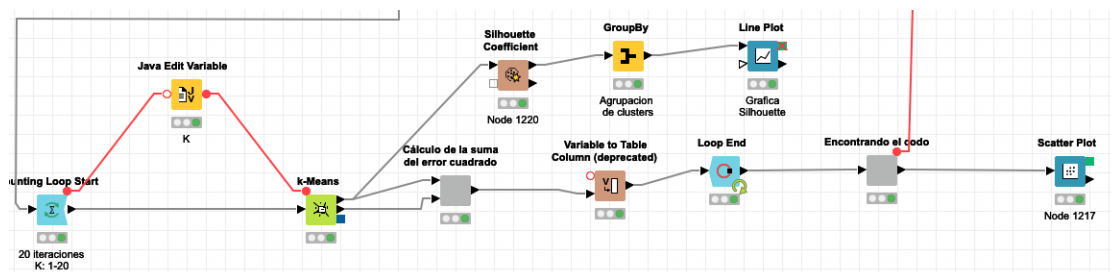 Silhouette
Coefficient
GroupBy
Line Plot
Java Edit Variable
K
Node 1220
Agrupacion
de clusters
Grafica
Silhouette
Cálculo de la suma
del error cuadrado
Variable to Table
Column (deprecated)
Loop End
Encontrando el codo
Scatter Plot
unting Loop Start
k-Means
Node 1217
20 iteraciones
K: 1-20